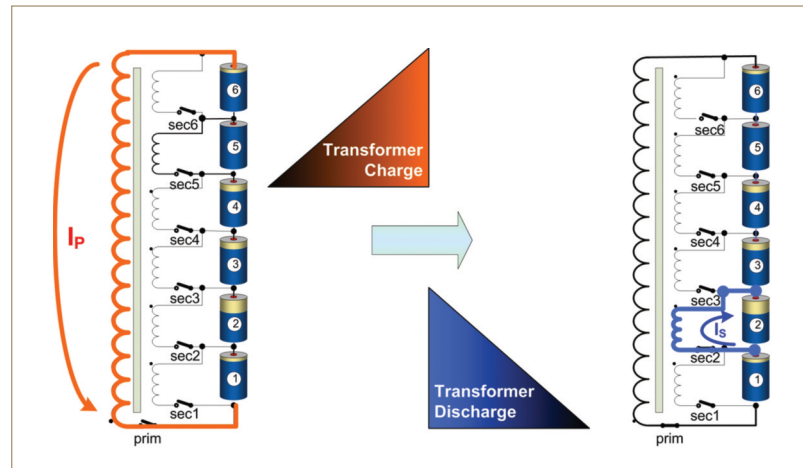 6
sec6
5
sec5
4
sec4
3
sec3
2
sec2
1
sec1
prim
IP
Transformer
Charge
Transformer
Discharge
6
sec6
5
sec5
4
sec4
3
sec3
2
IS
sec2
1
sec1
prim